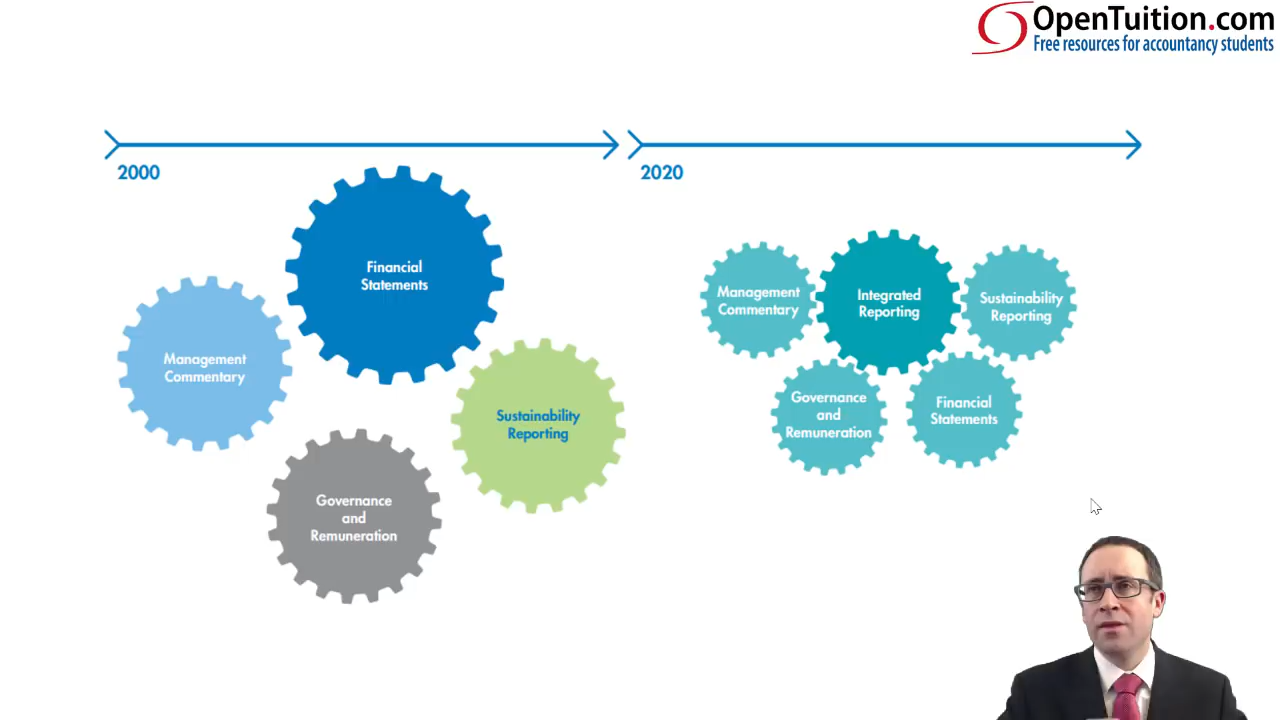 OpenTuition.com
Free resources for accountancy students
2000
2020
Financial
Statements
Management
Commentary
Sustainability
Reporting
Governance
and
Remuneration
Management
Commentary
Integrated
Reporting
Sustainability
Reporting
Governance
and
Remuneration
Financial
Statements